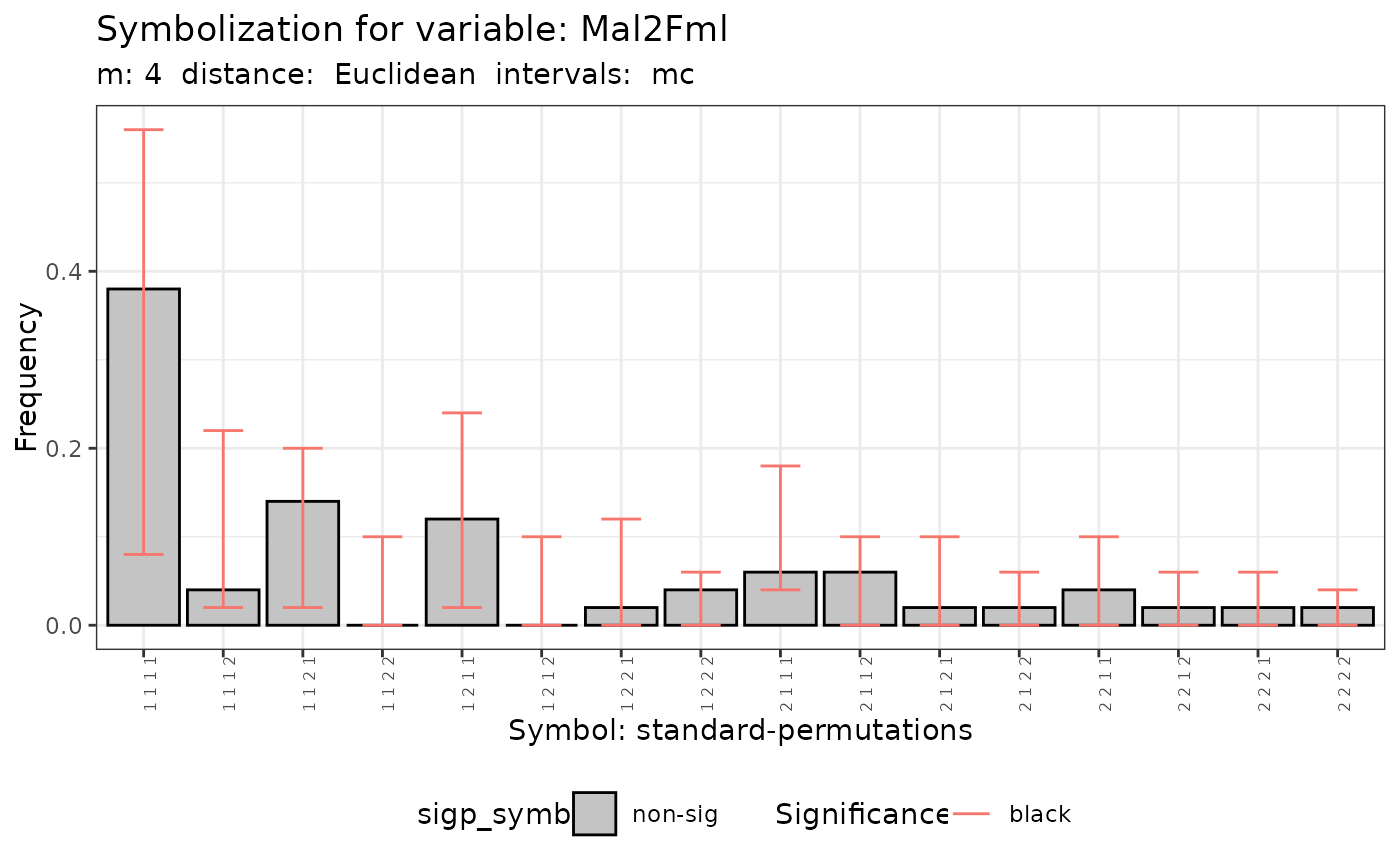 Symbolization for variable: Mal2Fml
m: 4  distance:  Euclidean  intervals:  mc
Frequency
0.4
0.2
0.0
1 1 1 1
1 1 1 2
1 1 2 1
1 1 2 2
1 2 1 1
1 2 1 2
1 2 2 1
1 2 2 2
2 1 1 1
2 1 1 2
2 1 2 1
2 1 2 2
2 2 1 1
2 2 1 2
2 2 2 1
2 2 2 2
Symbol: standard-permutations
sigp_symb non-sig Significance black